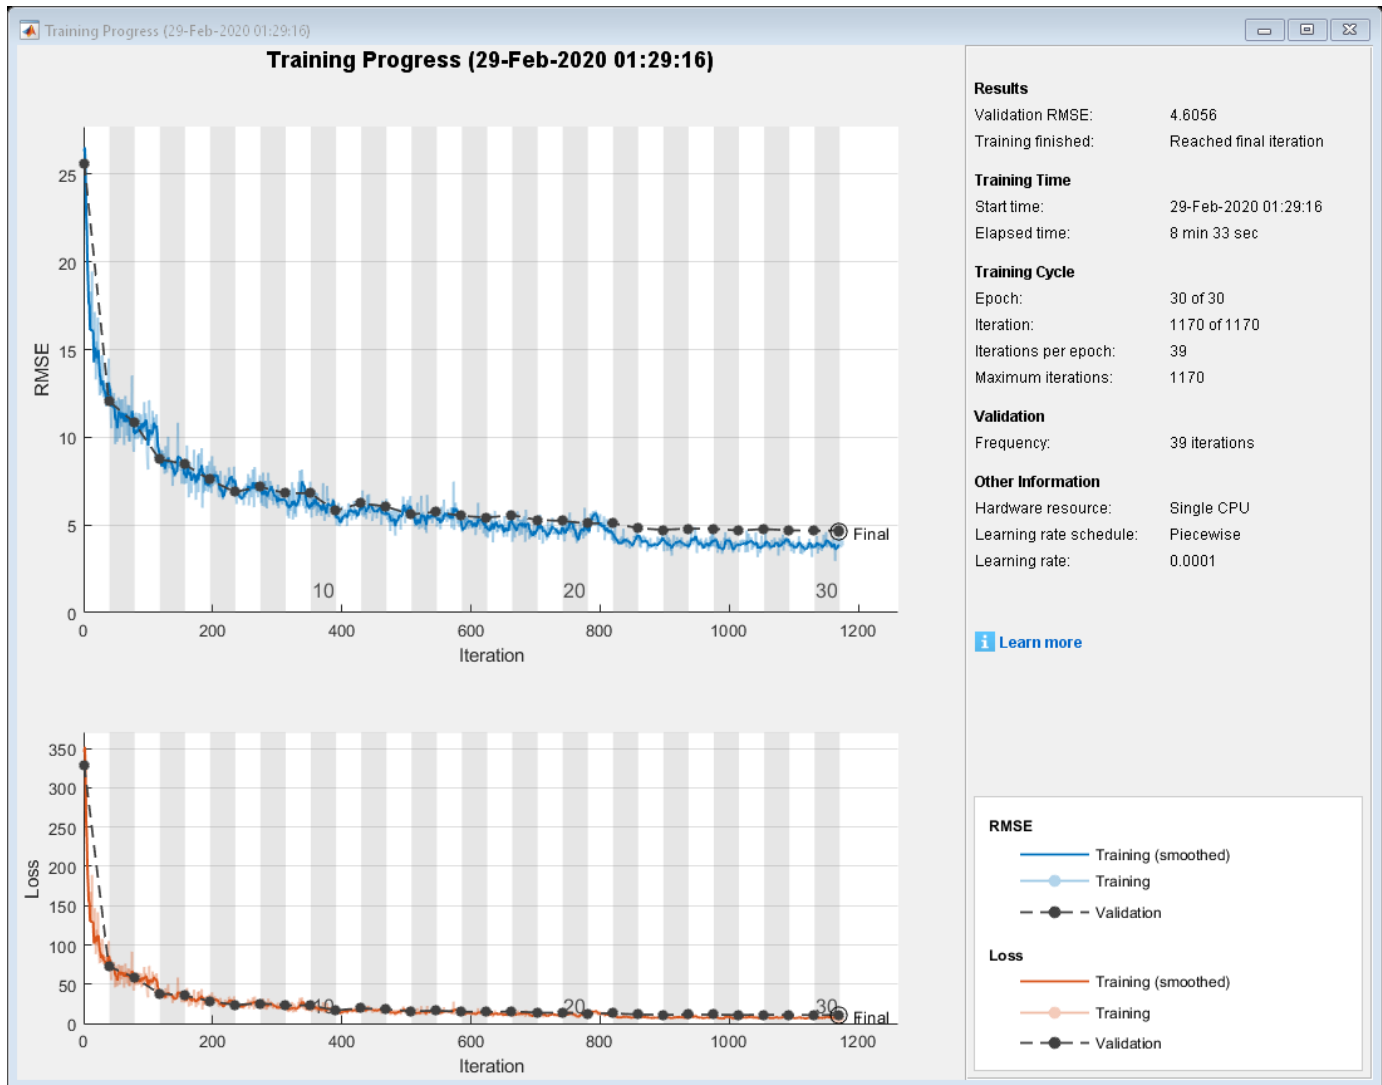 Training Progress (29-Feb-2020 01:29:16)
Training Progress (29-Feb-2020 01:29:16)
RMSE
25
20
15
10
5
0
10
20
30
Final
0 200 400 600 800 1000 1200
Iteration
Loss
350
300
250
200
150
100
50
0
10
20
30
Final
0 200 400 600 800 1000 1200
Iteration
Results
Validation RMSE: 4.6056
Training finished: Reached final iteration
Training Time
Start time: 29-Feb-2020 01:29:16
Elapsed time: 8 min 33 sec
Training Cycle
Epoch: 30 of 30
Iteration: 1170 of 1170
Iterations per epoch: 39
Maximum iterations: 1170
Validation
Frequency: 39 iterations
Other Information
Hardware resource: Single CPU
Learning rate schedule: Piecewise
Learning rate: 0.0001
i Learn more
RMSE
Training (smoothed)
Training
Validation
Loss
Training (smoothed)
Training
Validation